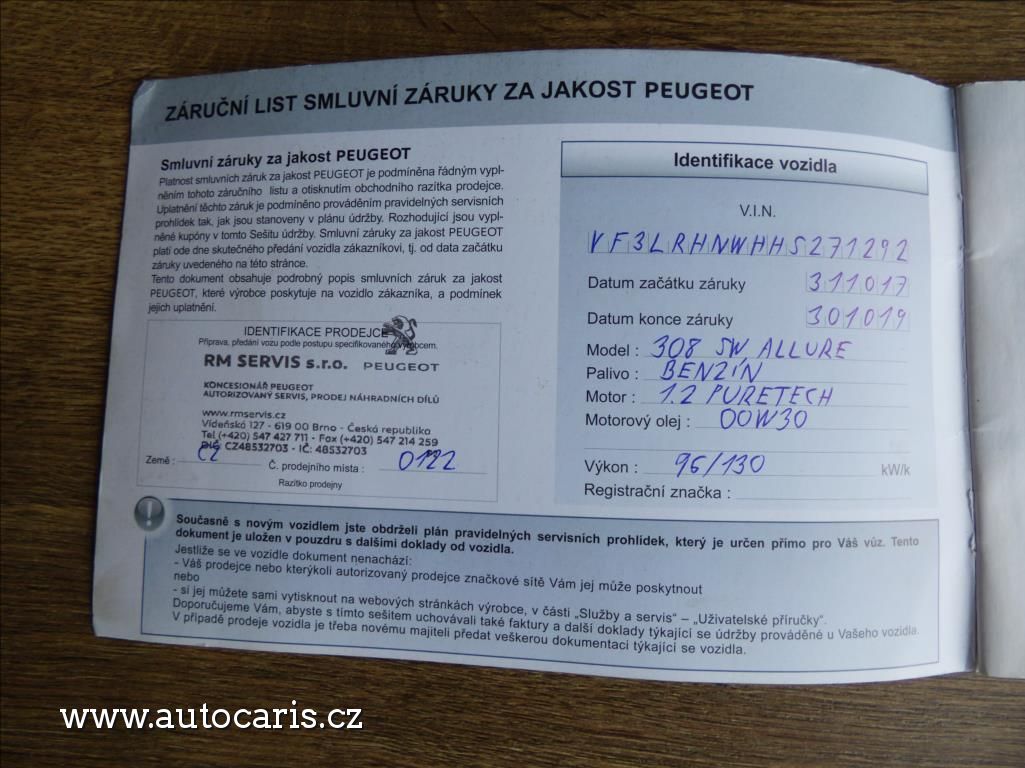 ZÁRUČNÍ LIST SMLUVNÍ ZÁRUKY ZA JAKOST PEUGEOT
Smluvní záruky za jakost PEUGEOT
Platnost smluvních záruk za jakost PEUGEOT je podmíněna řádným vypl-
něním tohoto záručního listu a otisknutím obchodního razítka prodejce.
Uplatnění těchto záruk je podmíněno prováděním pravidelných servisních
prohlídek tak, jak jsou stanoveny v plánu údržby. Rozhodující jsou vypl-
něné kupóny v tomto Sešitu údržby. Smluvní záruky za jakost PEUGEOT
platí ode dne skutečného předání vozidla zákazníkovi, tj. od data začátku
záruky uvedeného na této stránce.
Tento dokument obsahuje podrobný popis smluvních záruk za jakost
PEUGEOT, které výrobce poskytuje na vozidlo zákazníka, a podmínek
jejich uplatnění.
IDENTIFIKACE PRODEJCE
Příprava, předání vozu podle postupu specifikovaného výrobcem.
RM SERVIS s.r.o. PEUGEOT
KONCESIONÁŘ PEUGEOT
AUTORIZOVANÝ SERVIS, PRODEJ NÁHRADNÍCH DÍLŮ
www.rmservis.cz
Vídeňská 127 - 619 00 Brno - Česká republika
Tel (+420) 547 427 711 - Fax (+420) 547 214 259
DIČ CZ48532703 - IČ: 48532703
Země : CZ Č. prodejního místa : 0122
Razítko prodejny
Identifikace vozidla
V.I.N.
VF3LRHNWHHS271292
Datum začátku záruky 311017
Datum konce záruky 301019
Model : 308 SW ALLURE
Palivo : BENZÍN
Motor : 1.2 PURETECH
Motorový olej : 00W30
Výkon : 96/130 kW/k
Registrační značka :
Současně s novým vozidlem jste obdrželi plán pravidelných servisních prohlídek, který je určen přímo pro Váš vůz. Tento
dokument je uložen v pouzdru s dalšími doklady od vozidla.
Jestliže se ve vozidle dokument nenachází:
- Váš prodejce nebo kterýkoli autorizovaný prodejce značkové sítě Vám jej může poskytnout
nebo
- si jej můžete sami vytisknout na webových stránkách výrobce, v části „Služby a servis“ – „Uživatelské příručky“.
Doporučujeme Vám, abyste s tímto sešitem uchovávali také faktury a další doklady týkající se údržby prováděné u Vašeho vozidla.
V případě prodeje vozidla je třeba novému majiteli předat veškerou dokumentaci týkající se vozidla.
www.autocaris.cz